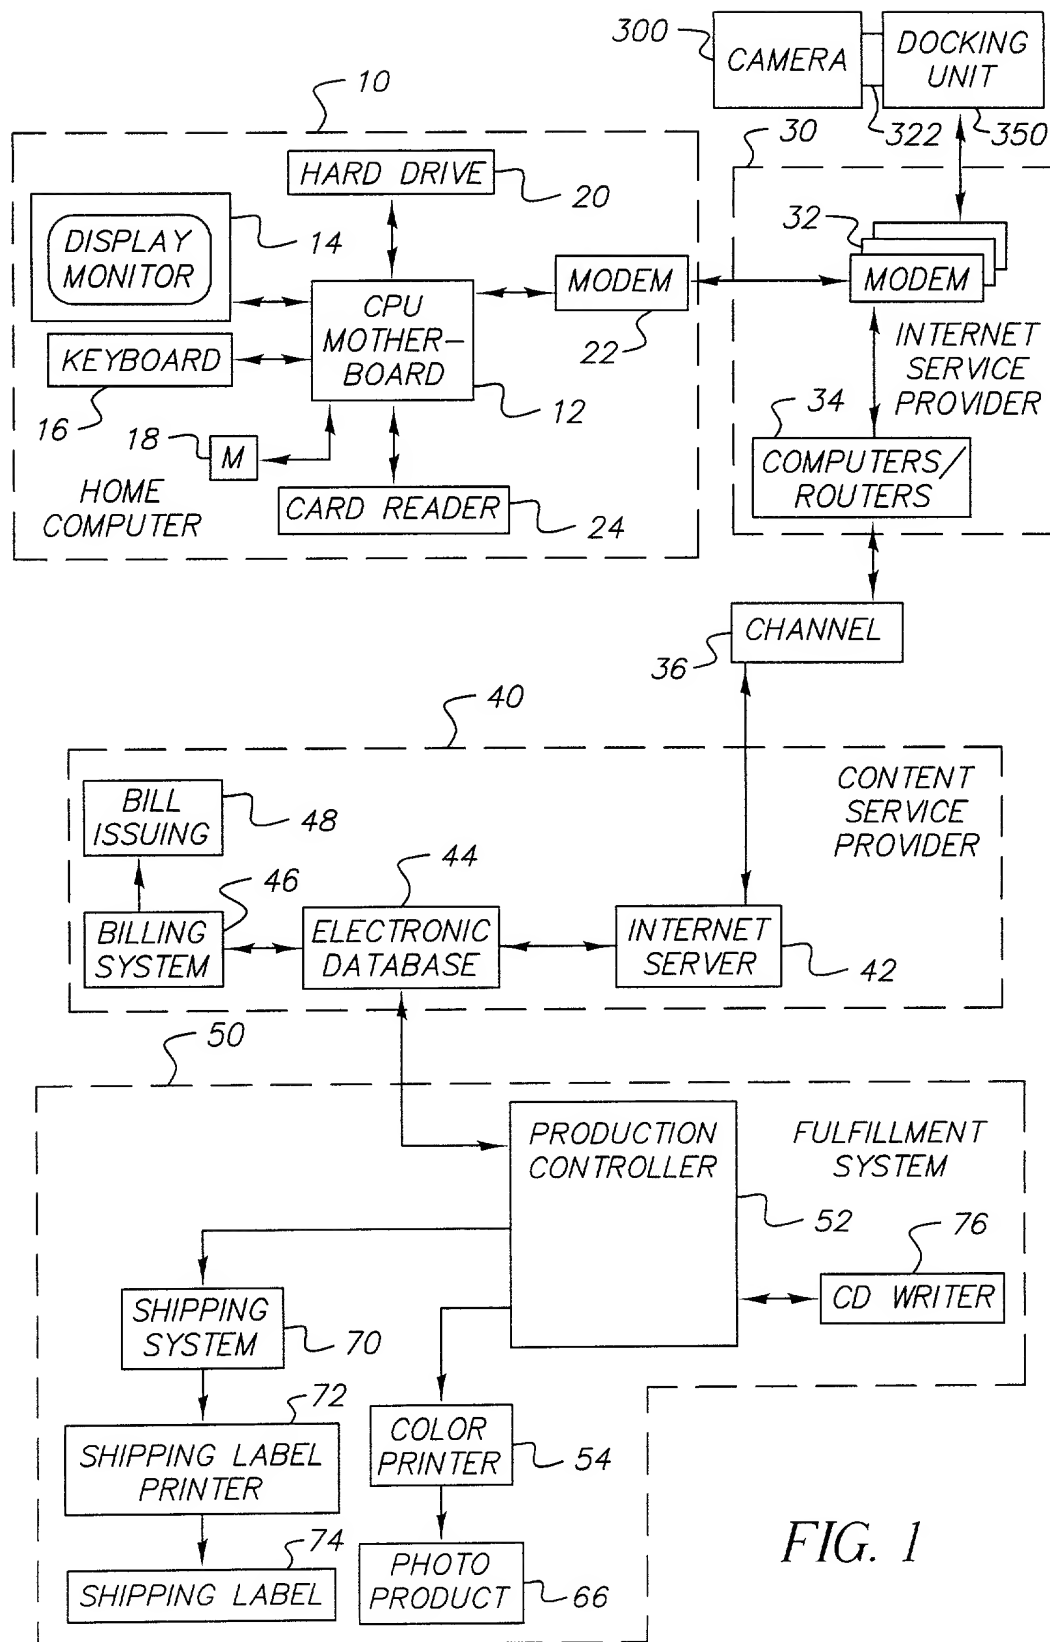 300
CAMERA
DOCKING
UNIT
322
350
10
HARD DRIVE
20
DISPLAY
MONITOR
14
CPU
MOTHER-
BOARD
12
MODEM
22
KEYBOARD
16
18
M
CARD READER
24
HOME
COMPUTER
30
32
MODEM
INTERNET
SERVICE
PROVIDER
34
COMPUTERS/
ROUTERS
CHANNEL
36
40
CONTENT
SERVICE
PROVIDER
BILL
ISSUING
48
46
BILLING
SYSTEM
44
ELECTRONIC
DATABASE
INTERNET
SERVER
42
50
PRODUCTION
CONTROLLER
52
FULFILLMENT
SYSTEM
76
CD WRITER
SHIPPING
SYSTEM
70
72
SHIPPING LABEL
PRINTER
74
SHIPPING LABEL
COLOR
PRINTER
54
PHOTO
PRODUCT
66
FIG. 1